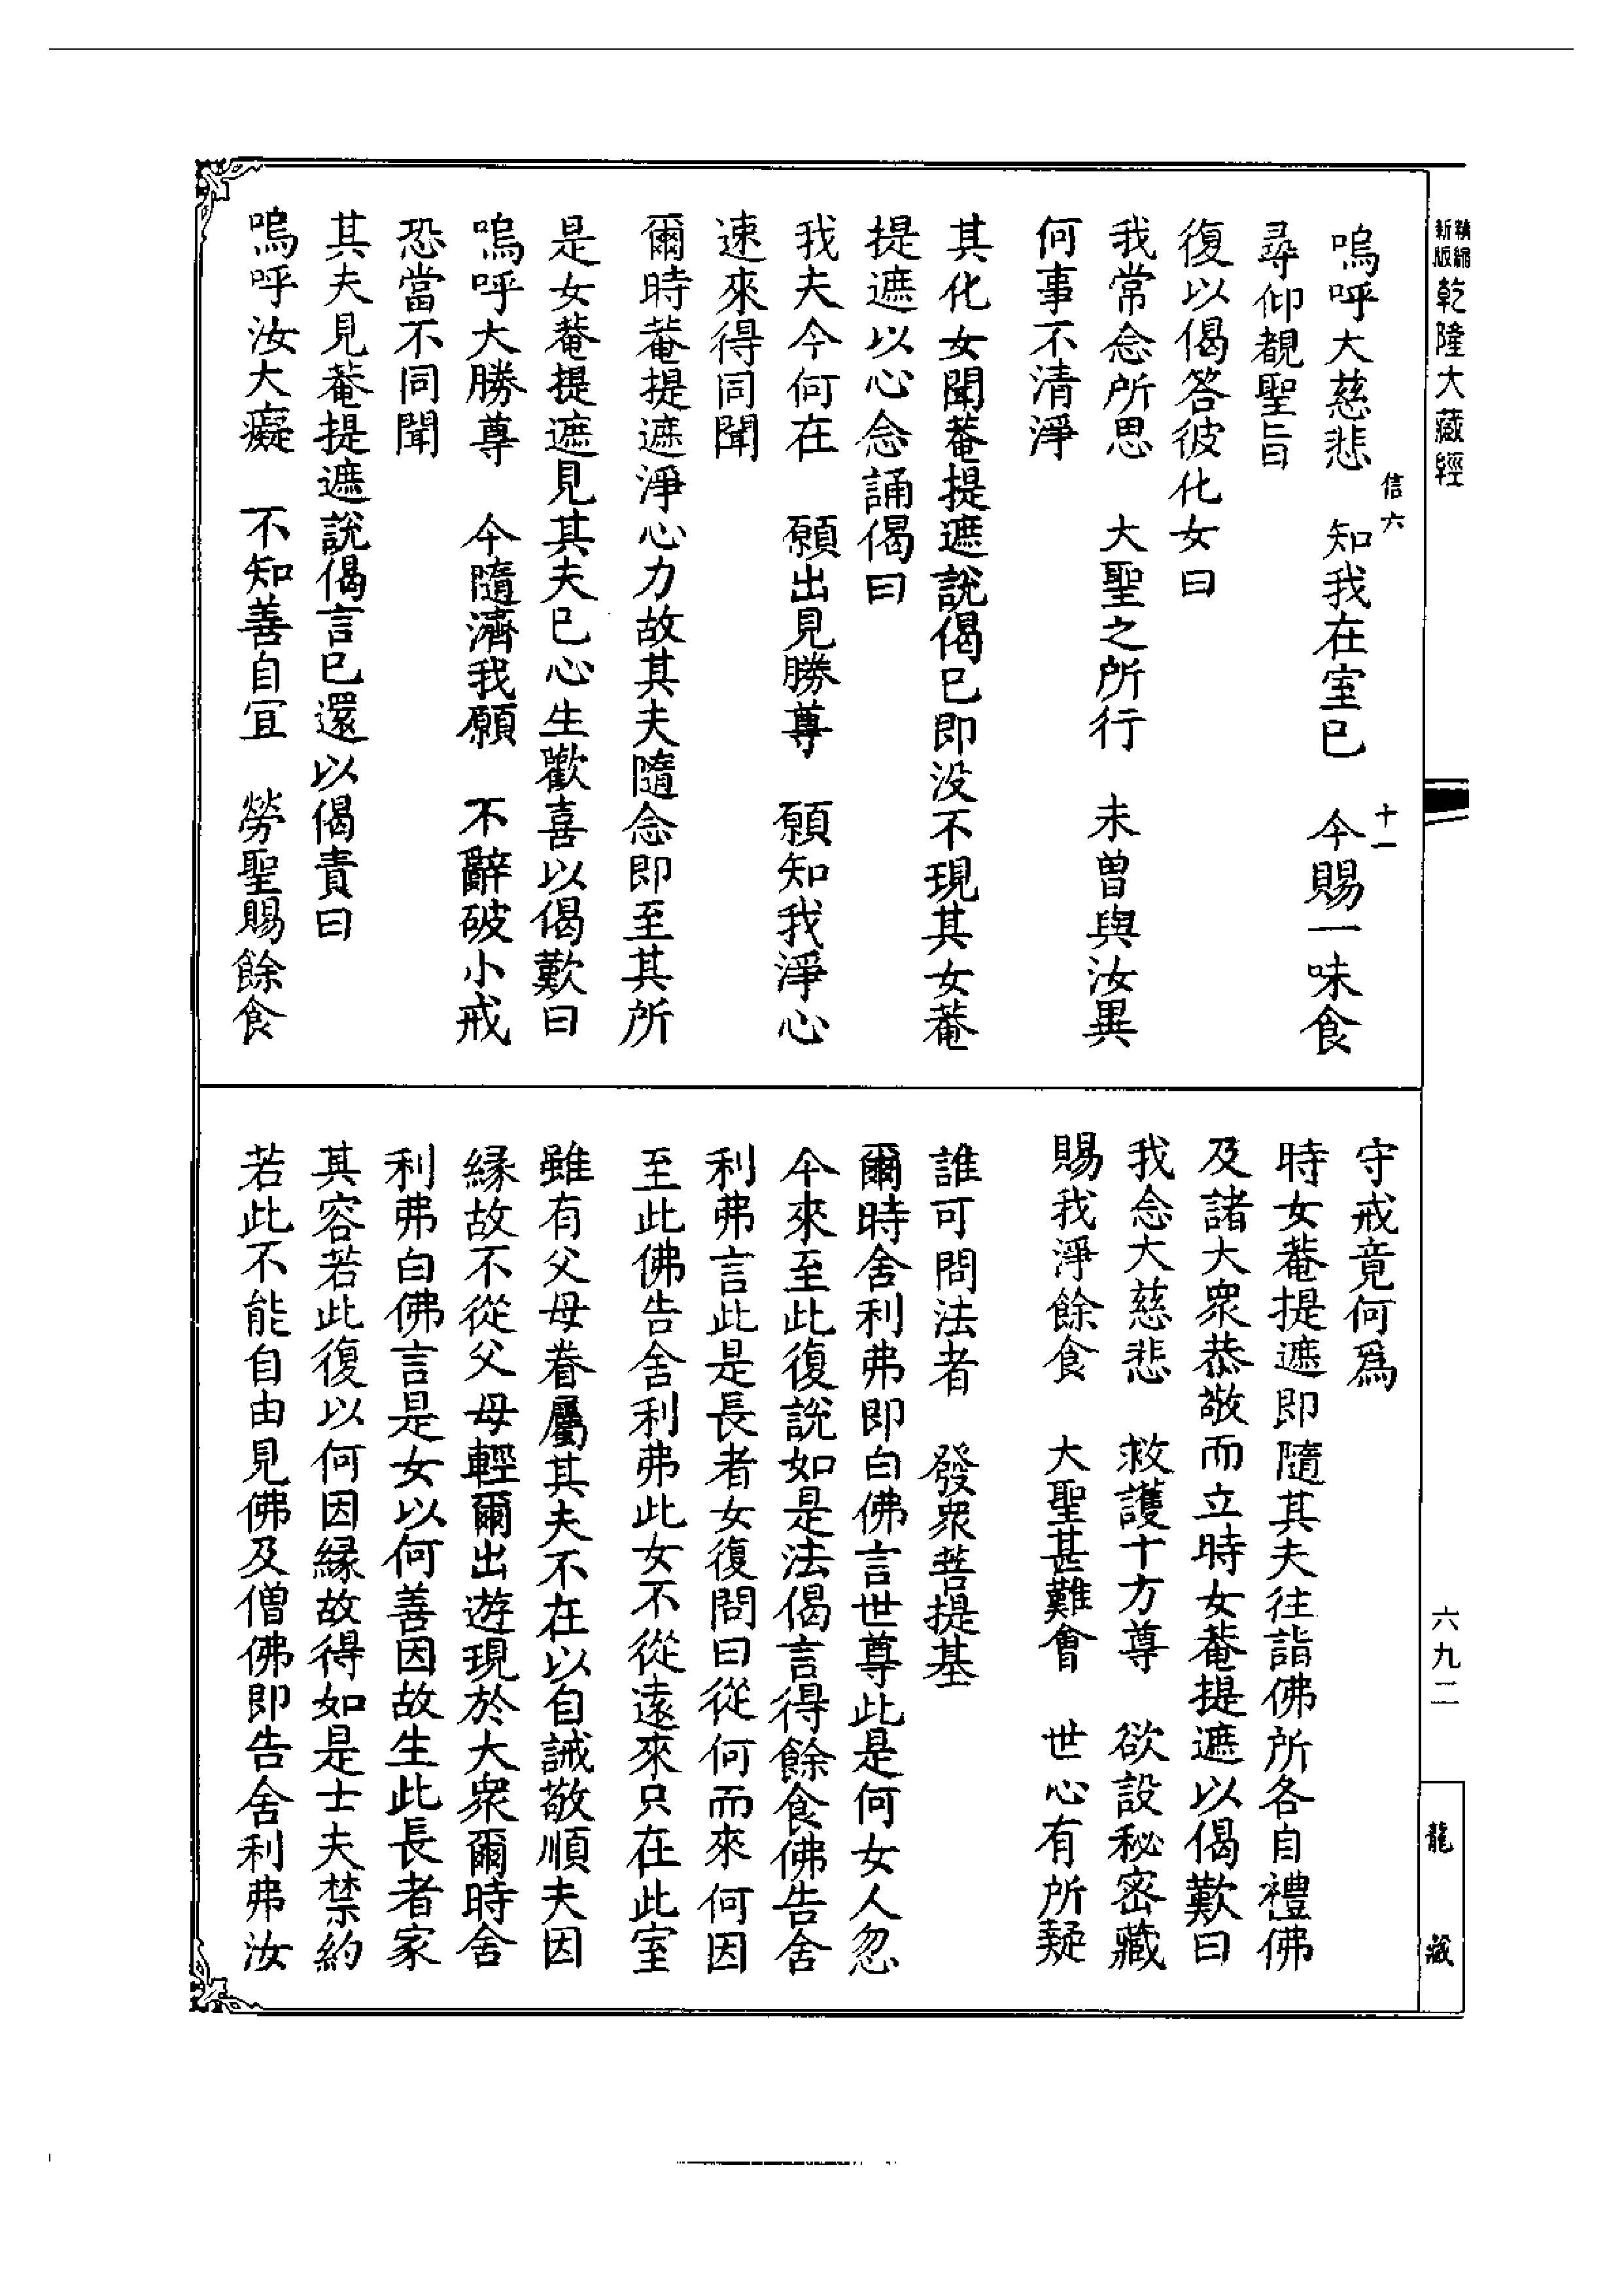 新版精縮乾隆大藏經
信六
十一
嗚呼大慈悲　知我在室已　今賜一味食
尋仰覩聖旨
復以偈答彼化女曰
我常念所思　大聖之所行　未曾與汝異
何事不清淨
其化女聞菴提遮說偈已即沒不現其女菴
提遮以心念誦偈曰
我夫今何在　願出見勝尊　願知我淨心
速來得同聞
爾時菴提遮淨心力故其夫隨念即至其所
是女菴提遮見其夫已心生歡喜以偈歎曰
嗚呼大勝尊　今隨濟我願　不辭破小戒
恐當不同聞
其夫見菴提遮說偈言已還以偈責曰
嗚呼汝大癡　不知善自宜　勞聖賜餘食
守戒竟何爲
時女菴提遮即隨其夫往詣佛所各自禮佛
及諸大眾恭敬而立時女菴提遮以偈歎曰
我念大慈悲　救護十方尊　欲設秘密藏
賜我淨餘食　大聖甚難會　世心有所疑
誰可問法者　發眾菩提基
爾時舍利弗即白佛言世尊此是何女人忽
今來至此復說如是法偈言得餘食佛告舍
利弗言此是長者女復問曰從何而來何因
至此佛告舍利弗此女不從遠來只在此室
雖有父母眷屬其夫不在以自誡敬順夫因
緣故不從父母輕爾出遊現於大眾爾時舍
利弗白佛言是女以何善因故生此長者家
其容若此復以何因緣故得如是士夫禁約
若此不能自由見佛及僧佛即告舍利弗汝
六九二
龍藏